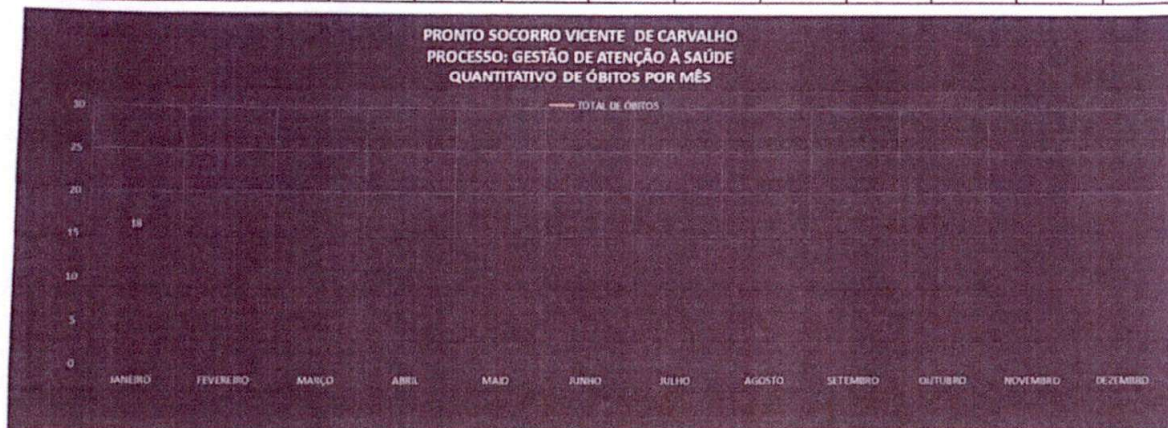 PRONTO SOCORRO VICENTE DE CARVALHO
PROCESSO: GESTÃO DE ATENÇÃO À SAÚDE
QUANTITATIVO DE ÓBITOS POR MÊS
TOTAL DE ÓBITOS
30
25
20
18
15
10
5
0
JANEIRO FEVEREIRO MARÇO ABRIL MAIO JUNHO JULHO AGOSTO SETEMBRO OUTUBRO NOVEMBRO DEZEMBRO